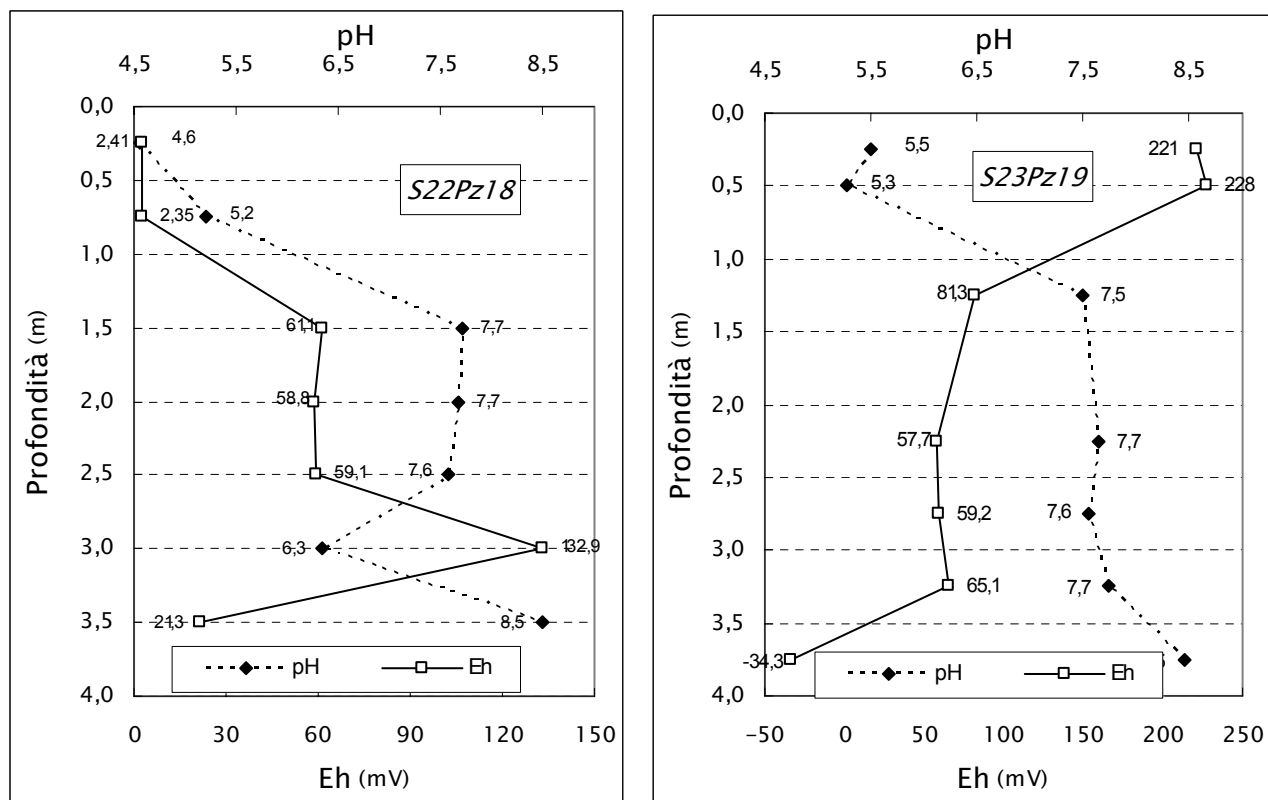 pH
4,5 5,5 6,5 7,5 8,5
0,0
2,41 4,6
S22Pz18
0,5
2,35 5,2
1,0
1,5 61,1 7,7
2,0 58,8 7,7
2,5 59,1 7,6
3,0 6,3 132,9
3,5 21,3 8,5
pH Eh
4,0
0 30 60 90 120 150
Eh (mV)
Profondità (m)
pH
4,5 5,5 6,5 7,5 8,5
0,0
5,5 221
S23Pz19
0,5 5,3 228
1,0
81,3 7,5
1,5
2,0
57,7 7,7
2,5
59,2 7,6
3,0
65,1 7,7
3,5
-34,3
pH Eh
4,0
-50 0 50 100 150 200 250
Eh (mV)
Profondità (m)